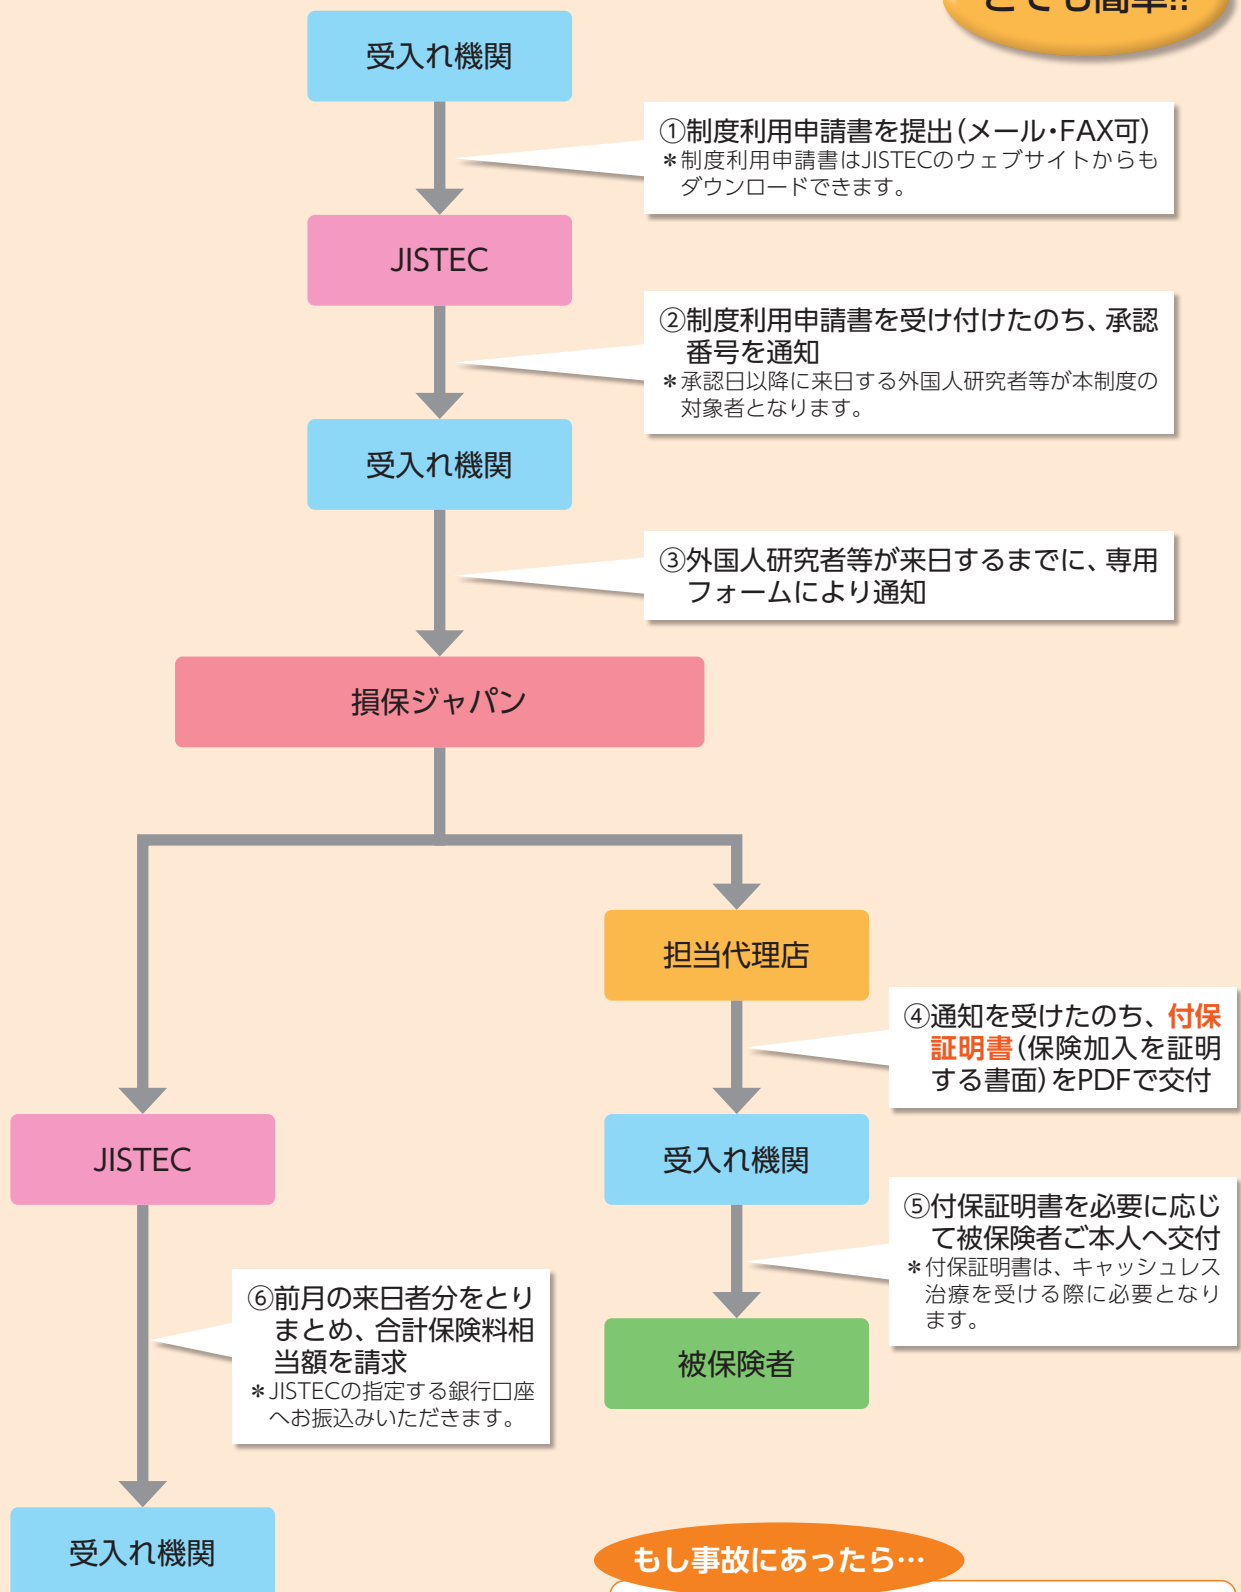 とても簡単!!
受入れ機関
①制度利用申請書を提出(メール・FAX可)
＊制度利用申請書はJISTECのウェブサイトからも
ダウンロードできます。
JISTEC
②制度利用申請書を受け付けたのち、承認
番号を通知
＊承認日以降に来日する外国人研究者等が本制度の
対象者となります。
受入れ機関
③外国人研究者等が来日するまでに、専用
フォームにより通知
損保ジャパン
担当代理店
④通知を受けたのち、付保
証明書(保険加入を証明
する書面)をPDFで交付
JISTEC
受入れ機関
⑤付保証明書を必要に応じ
て被保険者ご本人へ交付
＊付保証明書は、キャッシュレス
治療を受ける際に必要となり
ます。
⑥前月の来日者分をとり
まとめ、合計保険料相
当額を請求
＊JISTECの指定する銀行口座
へお振込みいただきます。
被保険者
受入れ機関
もし事故にあったら…